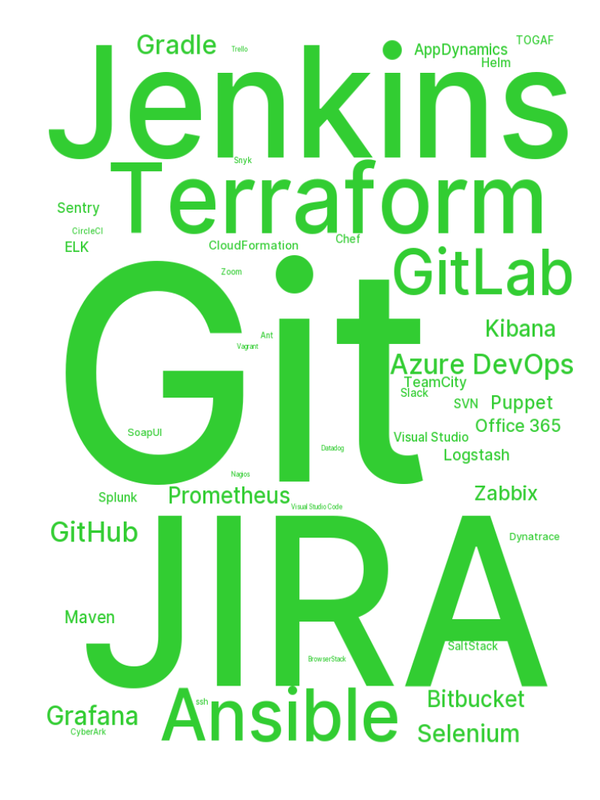 Gradle
Trello
TOGAF
AppDynamics
Helm
Jenkins
Snyk
Terraform
Sentry
CircleCI
ELK
CloudFormation
Chef
GitLab
Zoom
Git
Kibana
Ant
Vagrant
Azure DevOps
TeamCity
Slack
SVN
Puppet
Office 365
SoapUI
Visual Studio
Datadog
Logstash
Nagios
Splunk
Prometheus
Zabbix
Visual Studio Code
GitHub
Dynatrace
JIRA
Maven
SaltStack
BrowserStack
Ansible
ssh
Bitbucket
Grafana
CyberArk
Selenium